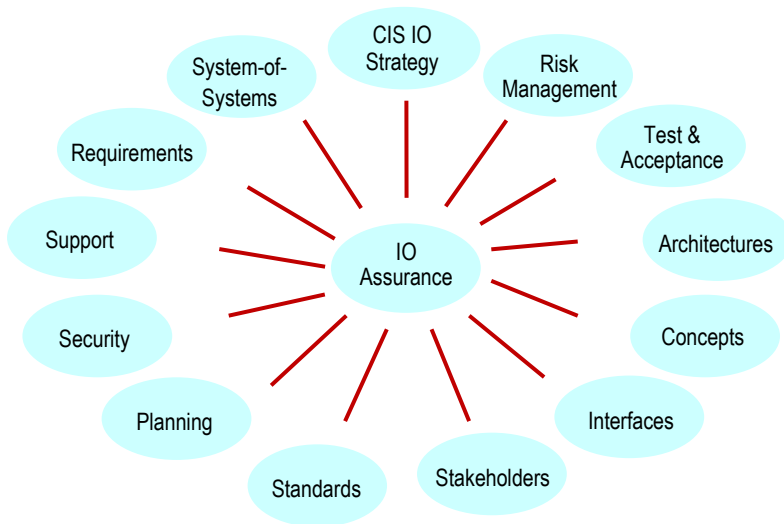 CIS IO
Strategy
System-of-
Systems
Risk
Management
Test &
Acceptance
Requirements
Support
IO
Assurance
Architectures
Security
Concepts
Planning
Interfaces
Standards
Stakeholders